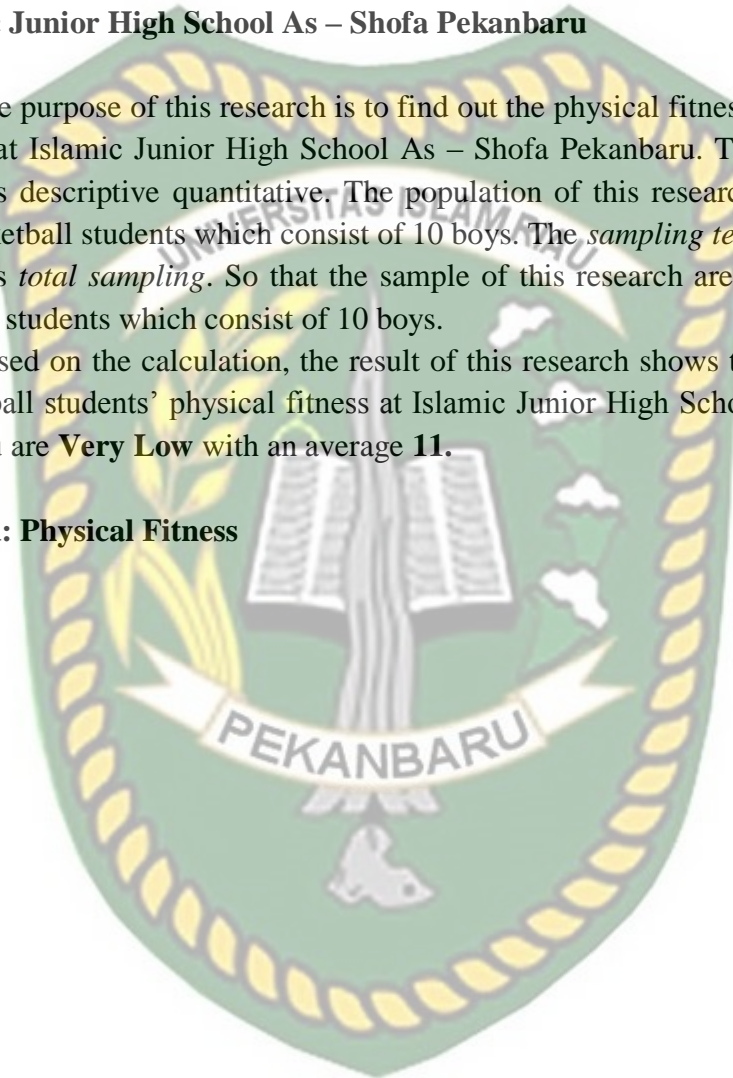 Junior High School As – Shofa Pekanbaru
e purpose of this research is to find out the physical fitness
at Islamic Junior High School As – Shofa Pekanbaru. T
s descriptive quantitative. The population of this researc
UNIVERSITAS ISLAM RIAU
etball students which consist of 10 boys. The sampling te
s total sampling. So that the sample of this research are
students which consist of 10 boys.
sed on the calculation, the result of this research shows t
all students’ physical fitness at Islamic Junior High Scho
are Very Low with an average 11.
: Physical Fitness
PEKANBARU